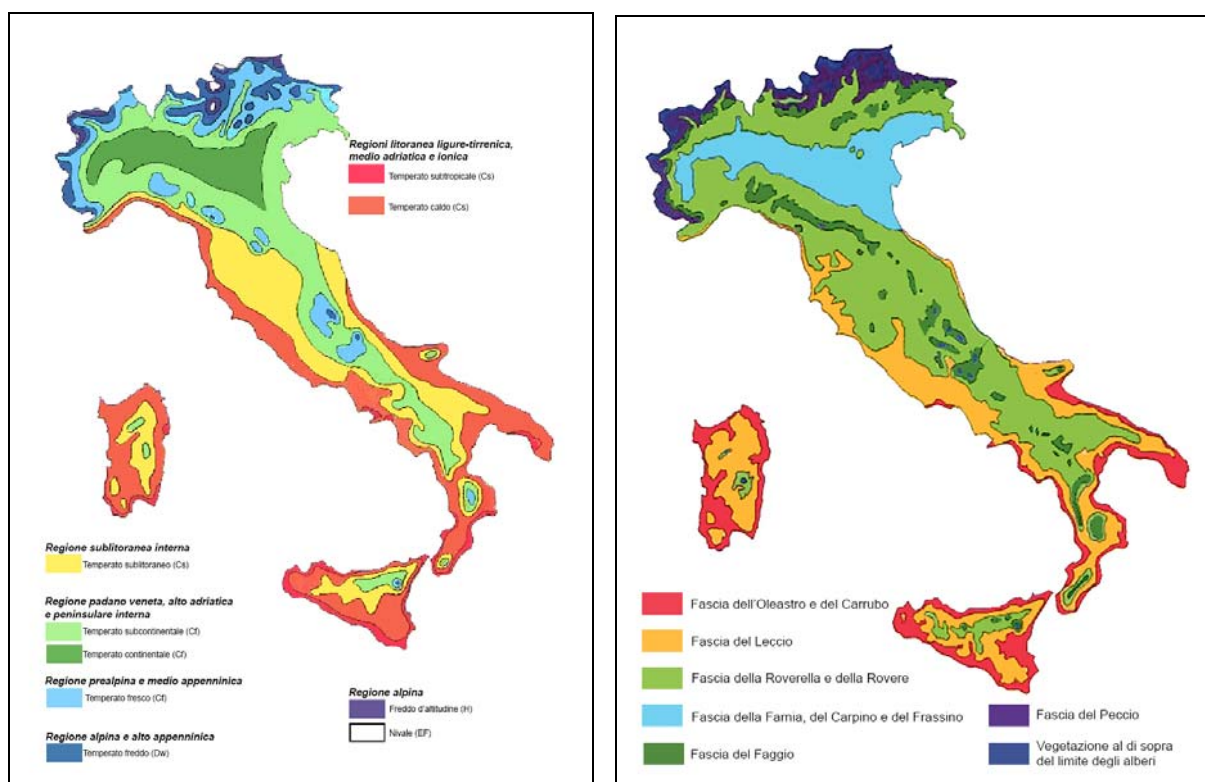 Regioni litoranea ligure-tirrenica,
medio adriatica e ionica
Temperato subtropicale (Cs)
Temperato caldo (Cs)
Regione sublitoranea interna
Temperato sublitoraneo (Cs)
Regione padano veneta, alto adriatica
e peninsulare interna
Temperato subcontinentale (Cf)
Temperato continentale (Cf)
Regione prealpina e medio appenninica
Temperato fresco (Cf)
Regione alpina e alto appenninica
Temperato freddo (Dw)
Regione alpina
Freddo d'altitudine (H)
Nivale (EF)
Fascia dell'Oleastro e del Carrubo
Fascia del Leccio
Fascia della Roverella e della Rovere
Fascia della Farnia, del Carpino e del Frassino
Fascia del Faggio
Fascia del Peccio
Vegetazione al di sopra
del limite degli alberi